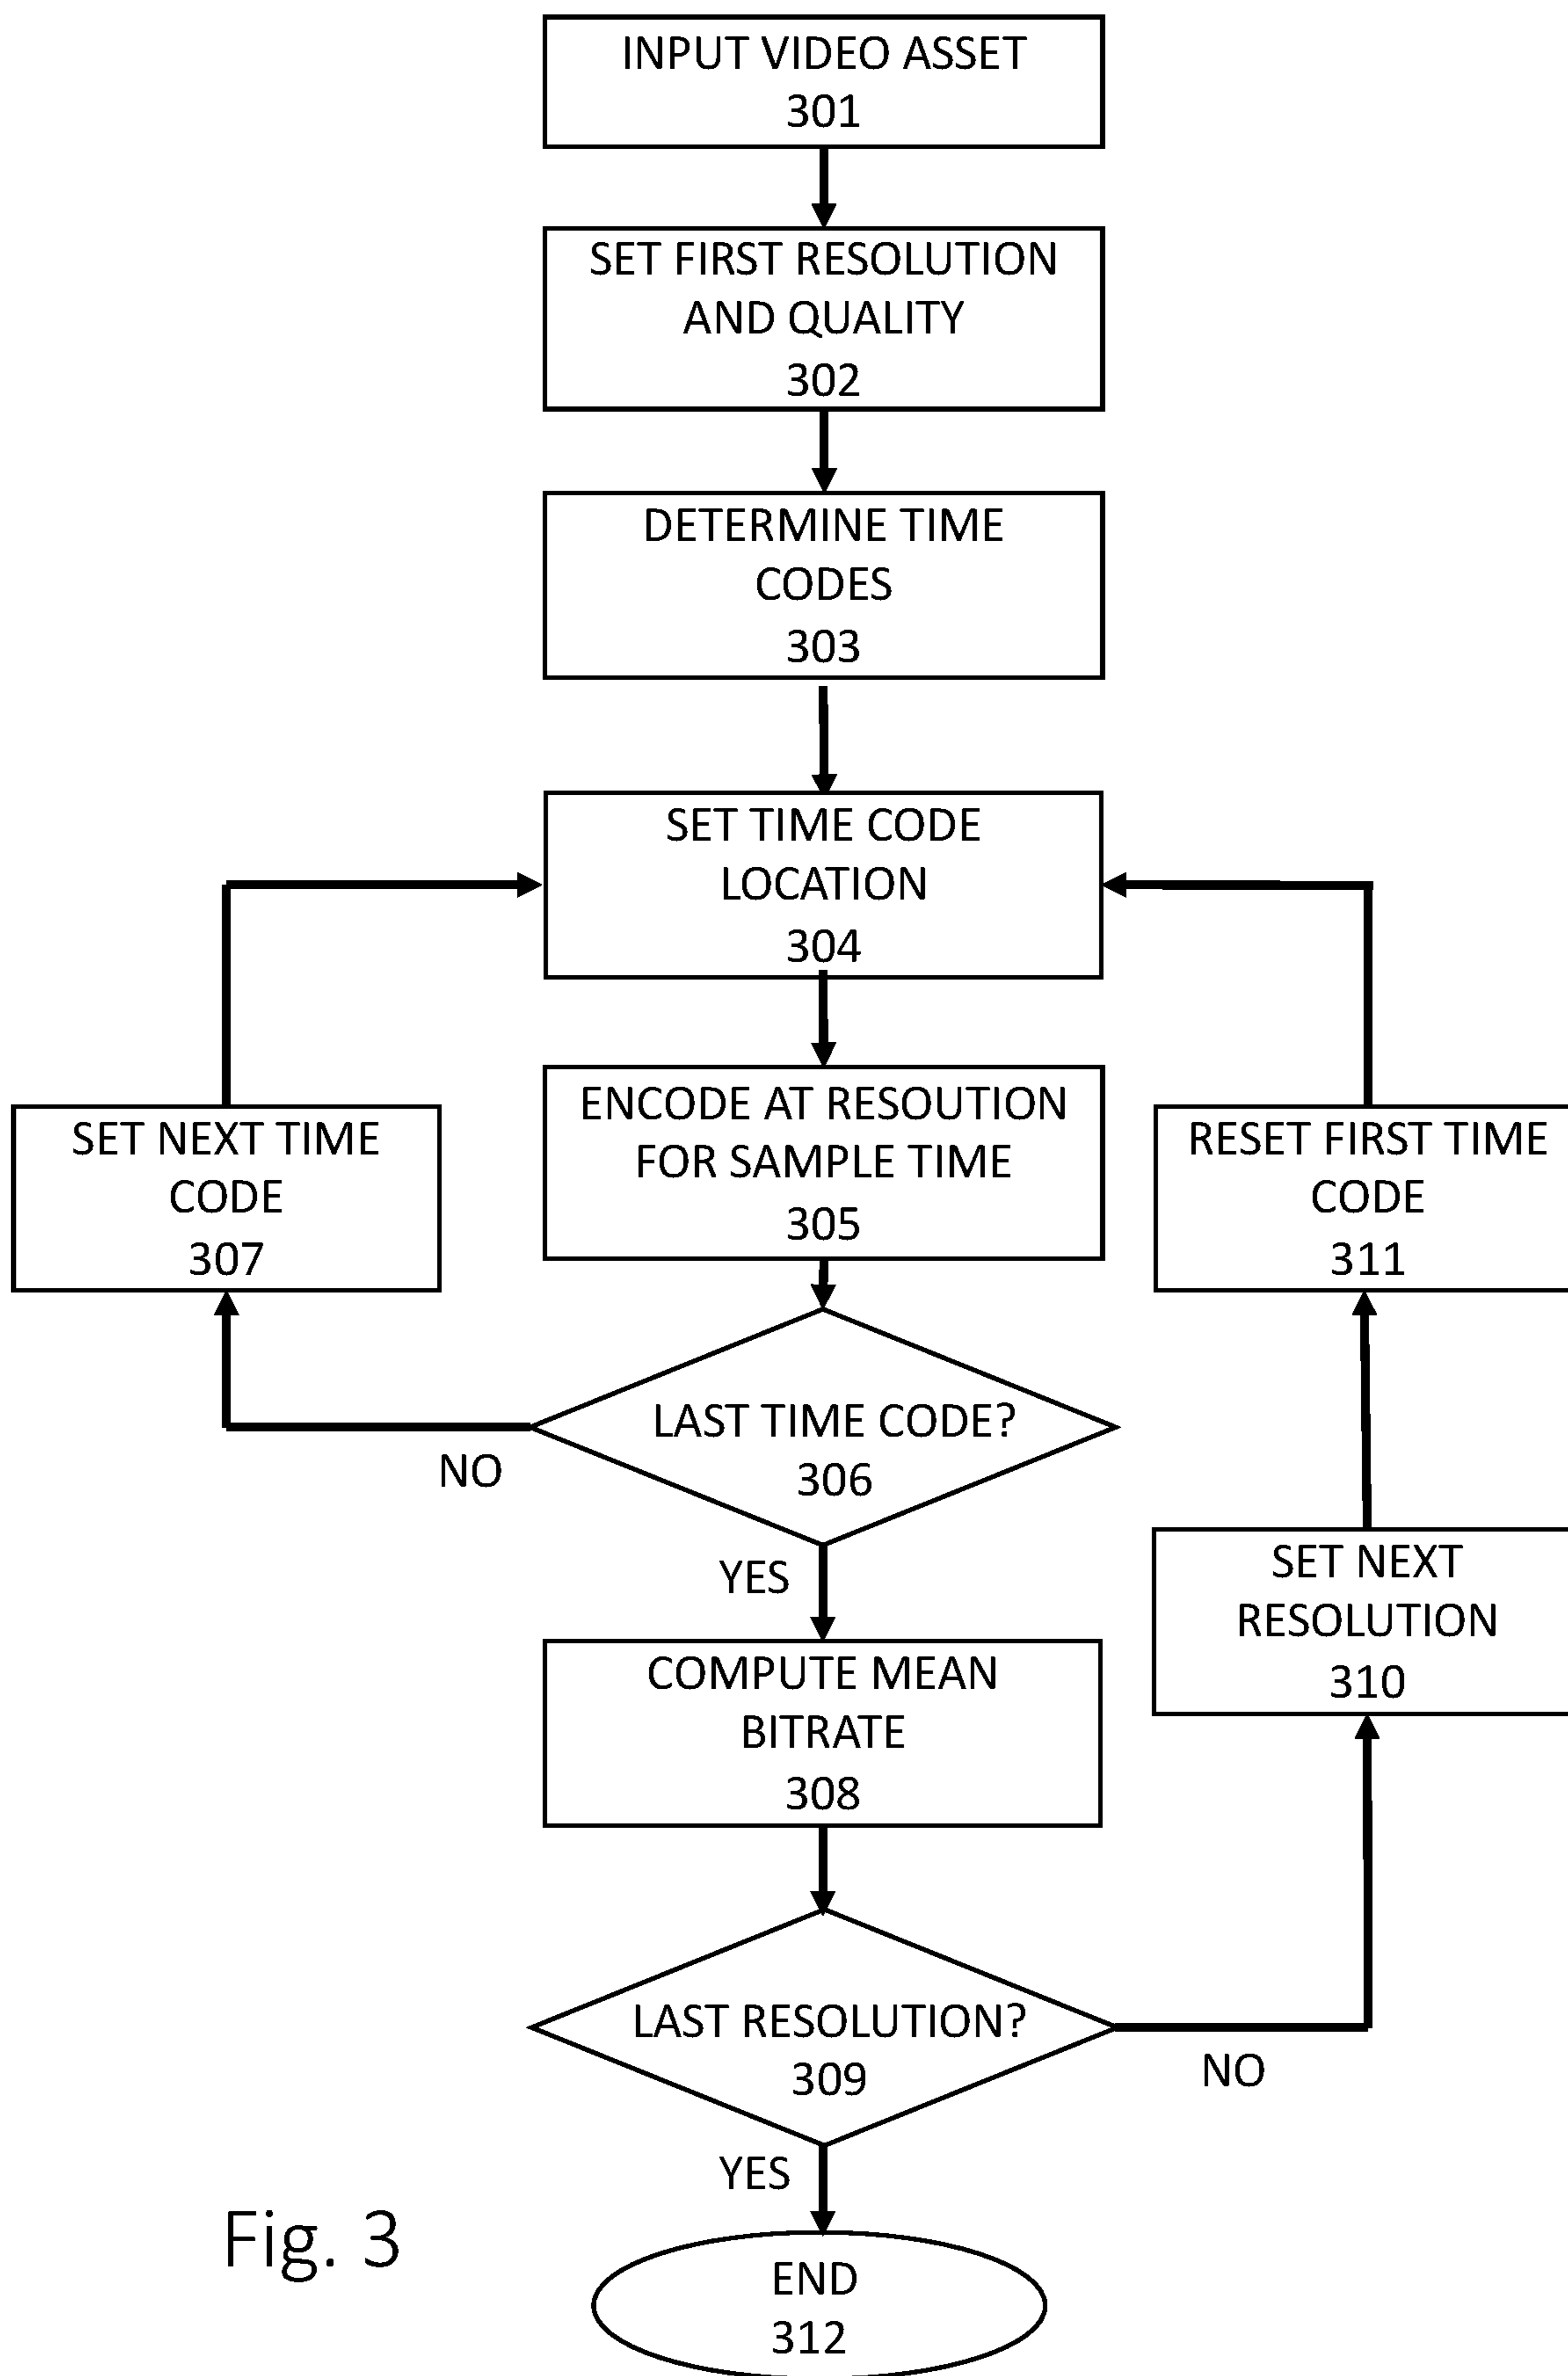 INPUT VIDEO ASSET
301
SET FIRST RESOLUTION
AND QUALITY
302
DETERMINE TIME
CODES
303
SET TIME CODE
LOCATION
304
ENCODE AT RESOUTION
FOR SAMPLE TIME
305
SET NEXT TIME
CODE
307
RESET FIRST TIME
CODE
311
LAST TIME CODE?
306
NO
YES
SET NEXT
RESOLUTION
310
COMPUTE MEAN
BITRATE
308
LAST RESOLUTION?
309
NO
YES
Fig. 3
END
312